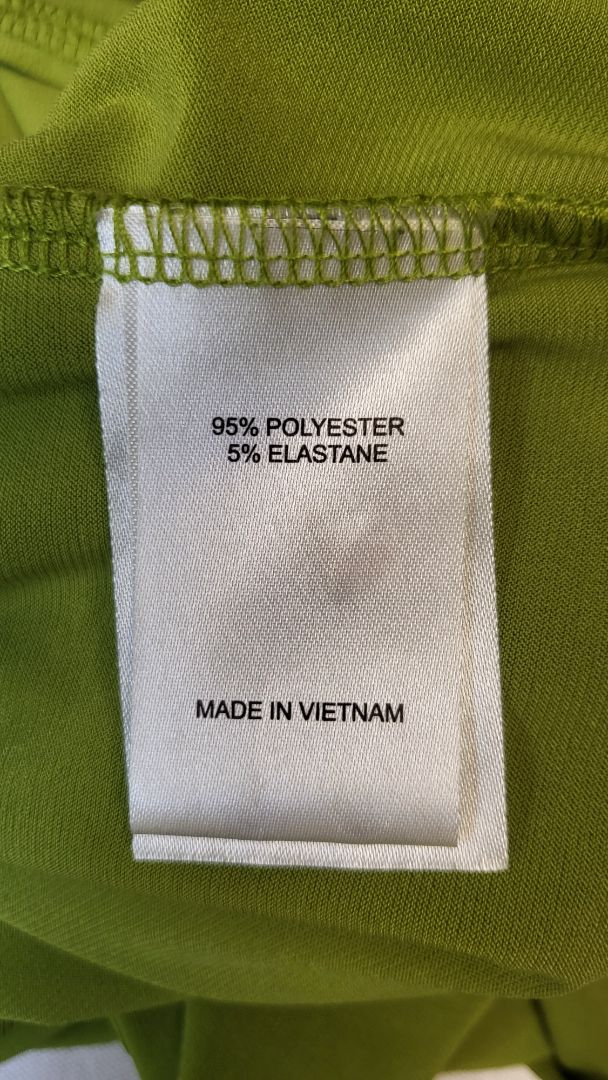 95% POLYESTER
5% ELASTANE
MADE IN VIETNAM